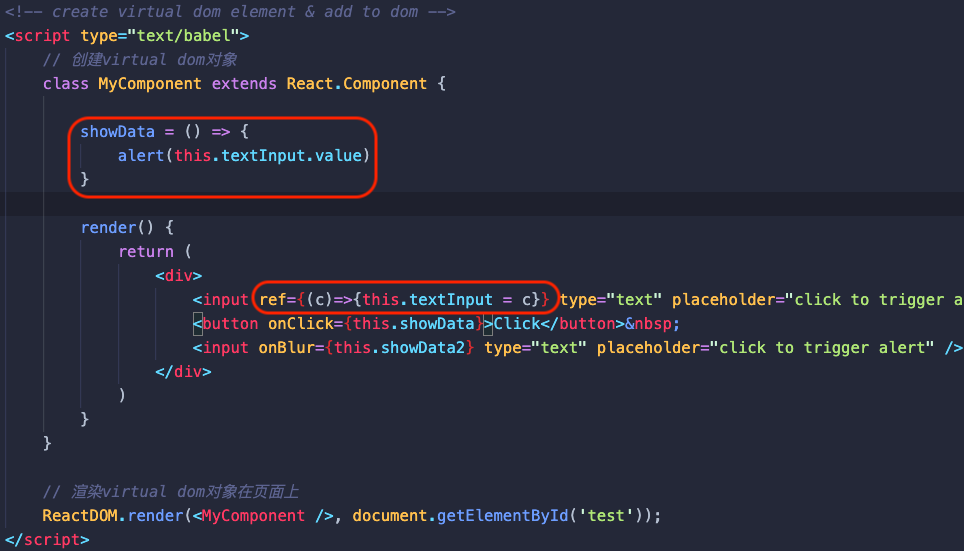 <!-- create virtual dom element & add to dom -->
<script type="text/babel">
// 创建virtual dom对象
class MyComponent extends React.Component {
showData = () => {
alert(this.textInput.value)
}
render() {
return (
<div>
<input ref={(c)=>{this.textInput = c}} type="text" placeholder="click to trigger a
<button onClick={this.showData}>Click</button>&nbsp;
<input onBlur={this.showData2} type="text" placeholder="click to trigger alert" />
</div>
)
}
}
// 渲染virtual dom对象在页面上
ReactDOM.render(<MyComponent />, document.getElementById('test'));
</script>